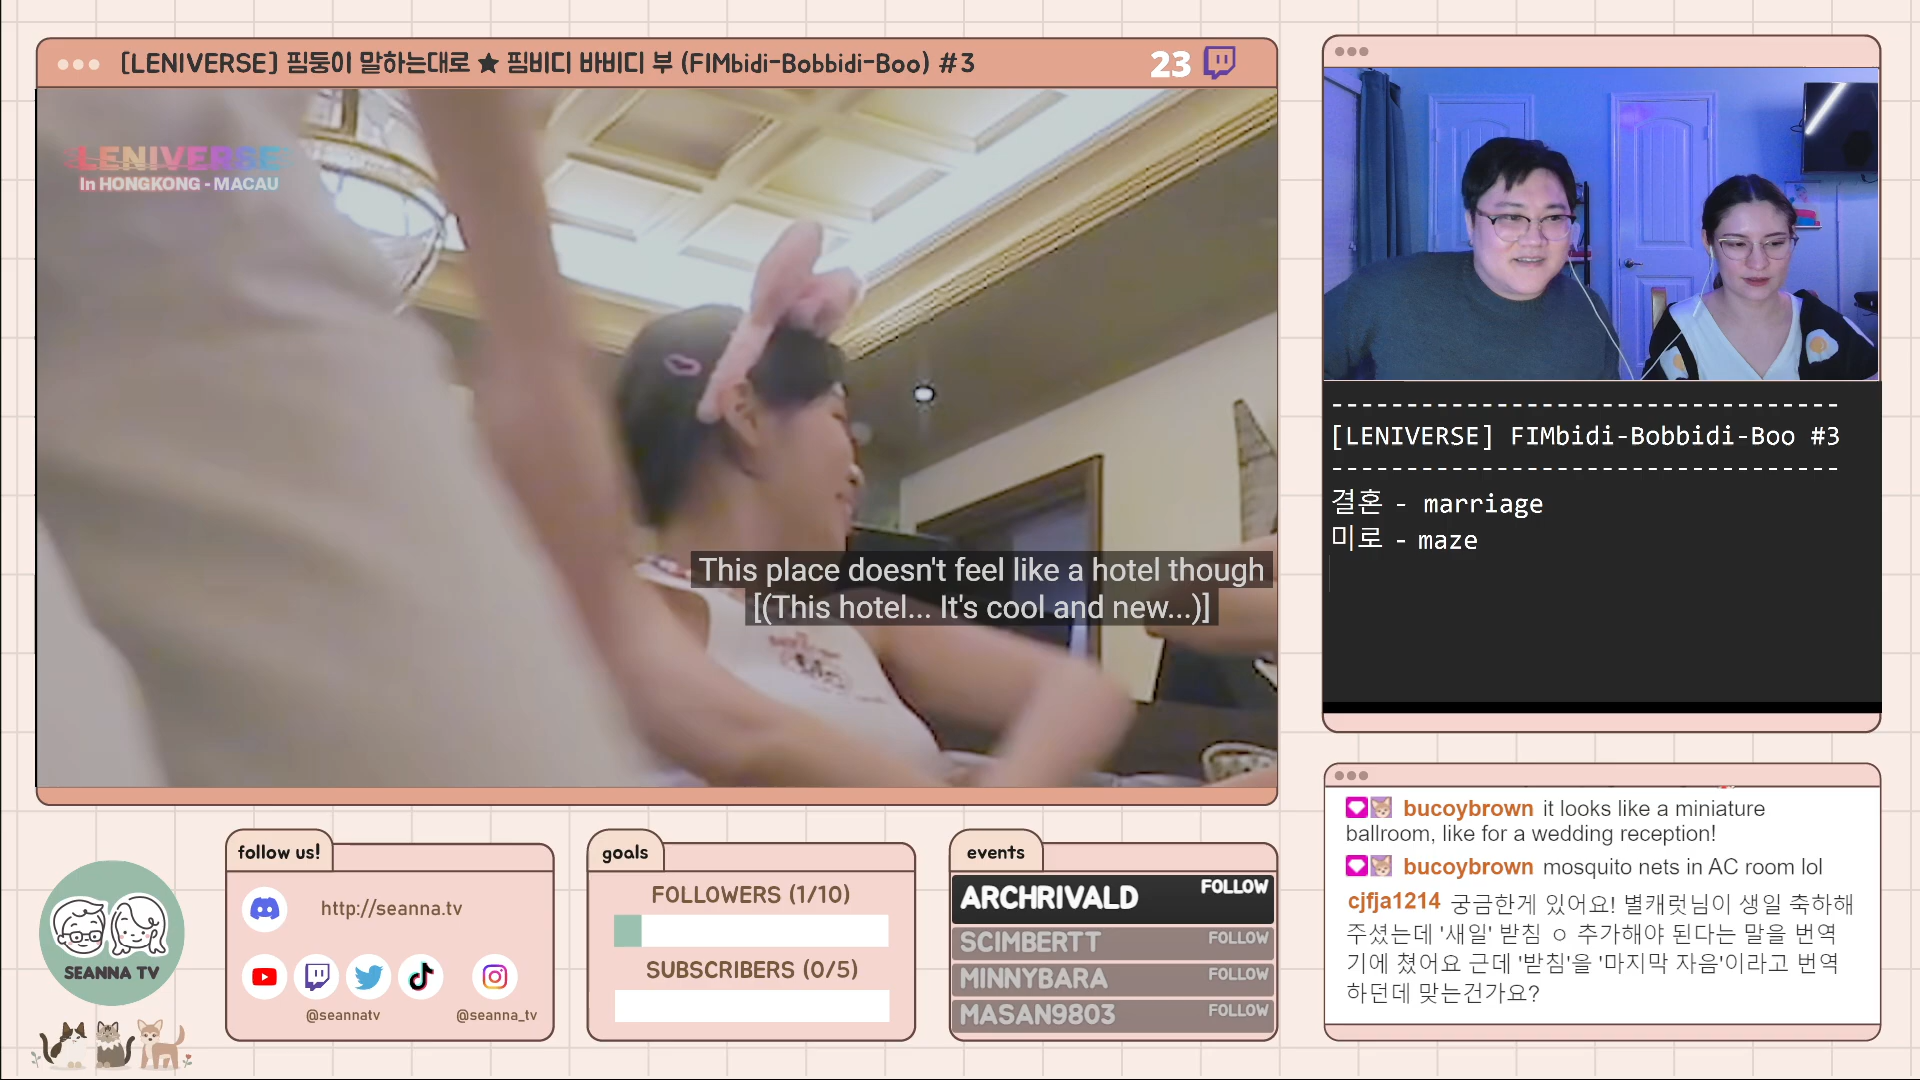 [LENIVERSE] 핌둥이 말하는대로 ★ 핌비디 바비디 부 (FIMbidi-Bobbidi-Boo) #3
23
LENIVERSE
In HONGKONG - MACAU
This place doesn't feel like a hotel though
[(This hotel... It's cool and new...)]
----------------------------------
[LENIVERSE] FIMbidi-Bobbidi-Boo #3
----------------------------------
결혼 - marriage
미로 - maze
bucoybrown it looks like a miniature
ballroom, like for a wedding reception!
bucoybrown mosquito nets in AC room lol
cjfja1214 궁금한게 있어요! 별캐럿님이 생일 축하해
주셨는데 '새일' 받침 ㅇ 추가해야 된다는 말을 번역
기에 쳤어요 근데 '받침'을 '마지막 자음'이라고 번역
하던데 맞는건가요?
SEANNA TV
follow us!
http://seanna.tv
@seannatv
@seanna_tv
goals
FOLLOWERS (1/10)
SUBSCRIBERS (0/5)
events
ARCHRIVALD FOLLOW
SCIMBERTT FOLLOW
MINNYBARA FOLLOW
MASAN9803 FOLLOW